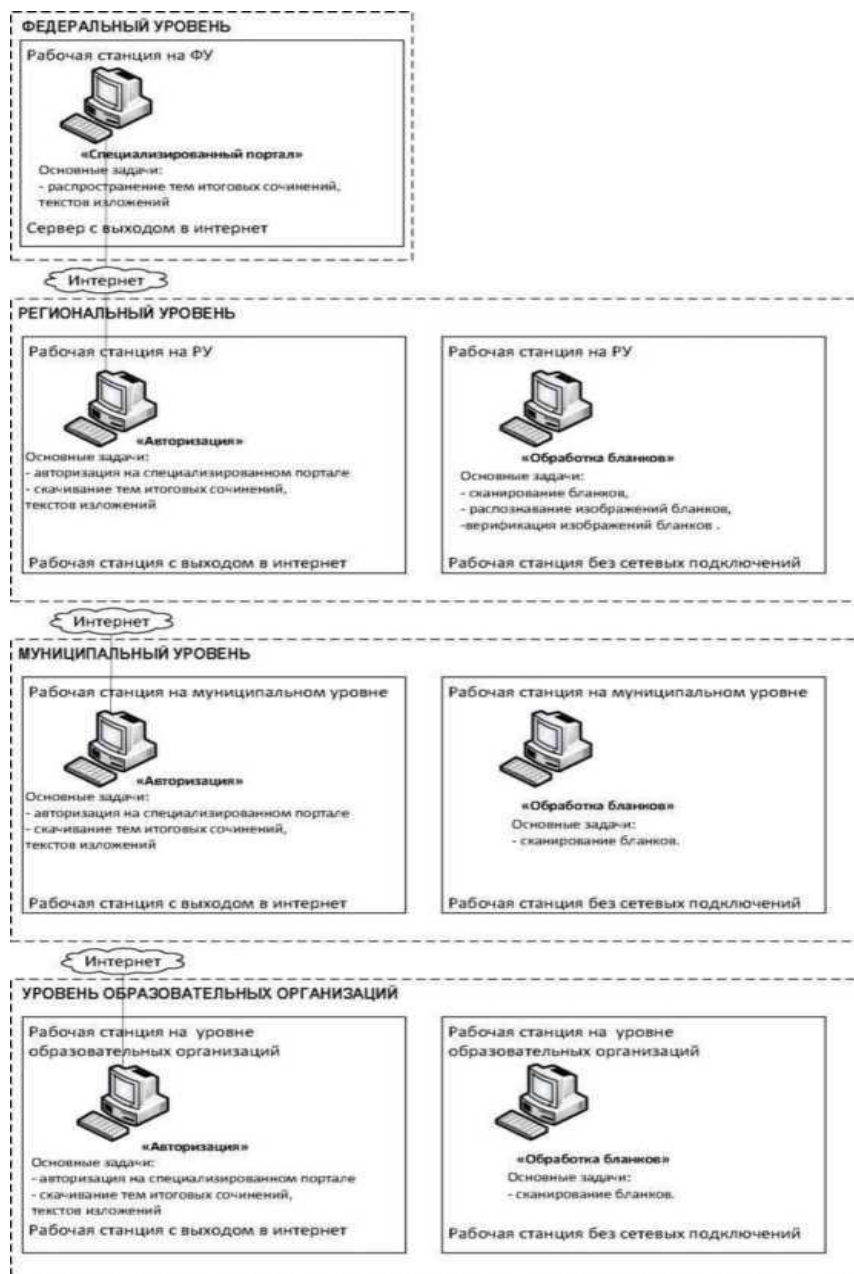 ФЕДЕРАЛЬНЫЙ УРОВЕНЬ
Рабочая станция на ФУ
«Специализированный портал»
Основные задачи:
- распространение тем итоговых сочинений,
текстов изложений
Сервер с выходом в интернет
Интернет
РЕГИОНАЛЬНЫЙ УРОВЕНЬ
Рабочая станция на РУ
«Авторизация»
Основные задачи:
- авторизация на специализированном портале
- скачивание тем итоговых сочинений,
текстов изложений
Рабочая станция с выходом в интернет
Рабочая станция на РУ
«Обработка бланков»
Основные задачи:
- сканирование бланков,
- распознавание изображений бланков,
-верификация изображений бланков .
Рабочая станция без сетевых подключений
Интернет
МУНИЦИПАЛЬНЫЙ УРОВЕНЬ
Рабочая станция на муниципальном уровне
«Авторизация»
Основные задачи:
- авторизация на специализированном портале
- скачивание тем итоговых сочинений,
текстов изложений
Рабочая станция с выходом в интернет
Рабочая станция на муниципальном уровне
«Обработка бланков»
Основные задачи:
- сканирование бланков.
Рабочая станция без сетевых подключений
Интернет
УРОВЕНЬ ОБРАЗОВАТЕЛЬНЫХ ОРГАНИЗАЦИЙ
Рабочая станция на уровне
образовательных организаций
«Авторизация»
Основные задачи:
- авторизация на специализированном портале
- скачивание тем итоговых сочинений,
текстов изложений
Рабочая станция с выходом в интернет
Рабочая станция на уровне
образовательных организаций
«Обработка бланков»
Основные задачи:
- сканирование бланков.
Рабочая станция без сетевых подключений